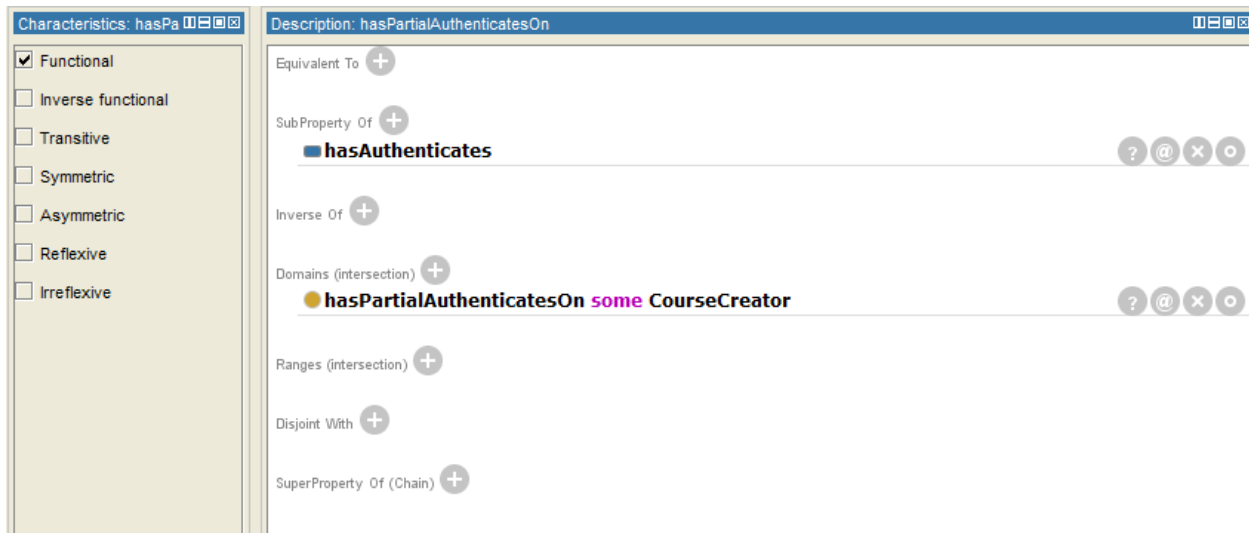 Characteristics: hasPa
Functional
Inverse functional
Transitive
Symmetric
Asymmetric
Reflexive
Irreflexive
Description: hasPartialAuthenticatesOn
Equivalent To
SubProperty Of
hasAuthenticates
Inverse Of
Domains (intersection)
hasPartialAuthenticatesOn some CourseCreator
Ranges (intersection)
Disjoint With
SuperProperty Of (Chain)